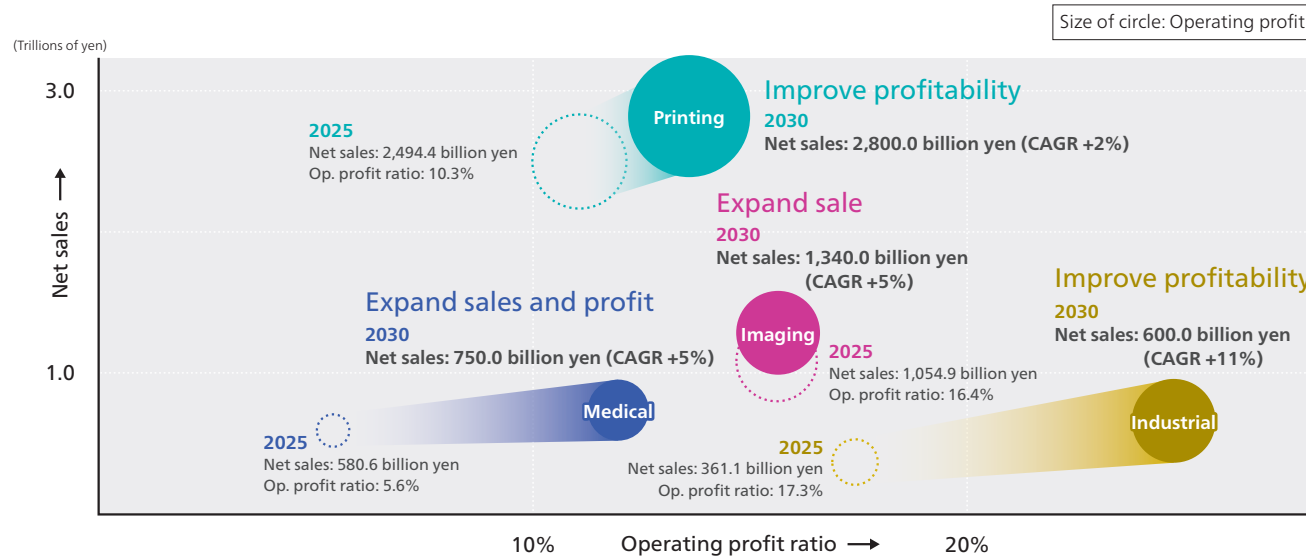 Size of circle: Operating profit
(Trillions of yen)
3.0
1.0
Net sales
Printing
Improve profitability
2030
Net sales: 2,800.0 billion yen (CAGR +2%)
2025
Net sales: 2,494.4 billion yen
Op. profit ratio: 10.3%
Expand sale
2030
Net sales: 1,340.0 billion yen
(CAGR +5%)
Imaging
2025
Net sales: 1,054.9 billion yen
Op. profit ratio: 16.4%
Expand sales and profit
2030
Net sales: 750.0 billion yen (CAGR +5%)
Medical
2025
Net sales: 580.6 billion yen
Op. profit ratio: 5.6%
Improve profitability
2030
Net sales: 600.0 billion yen
(CAGR +11%)
Industrial
2025
Net sales: 361.1 billion yen
Op. profit ratio: 17.3%
10%
Operating profit ratio
20%